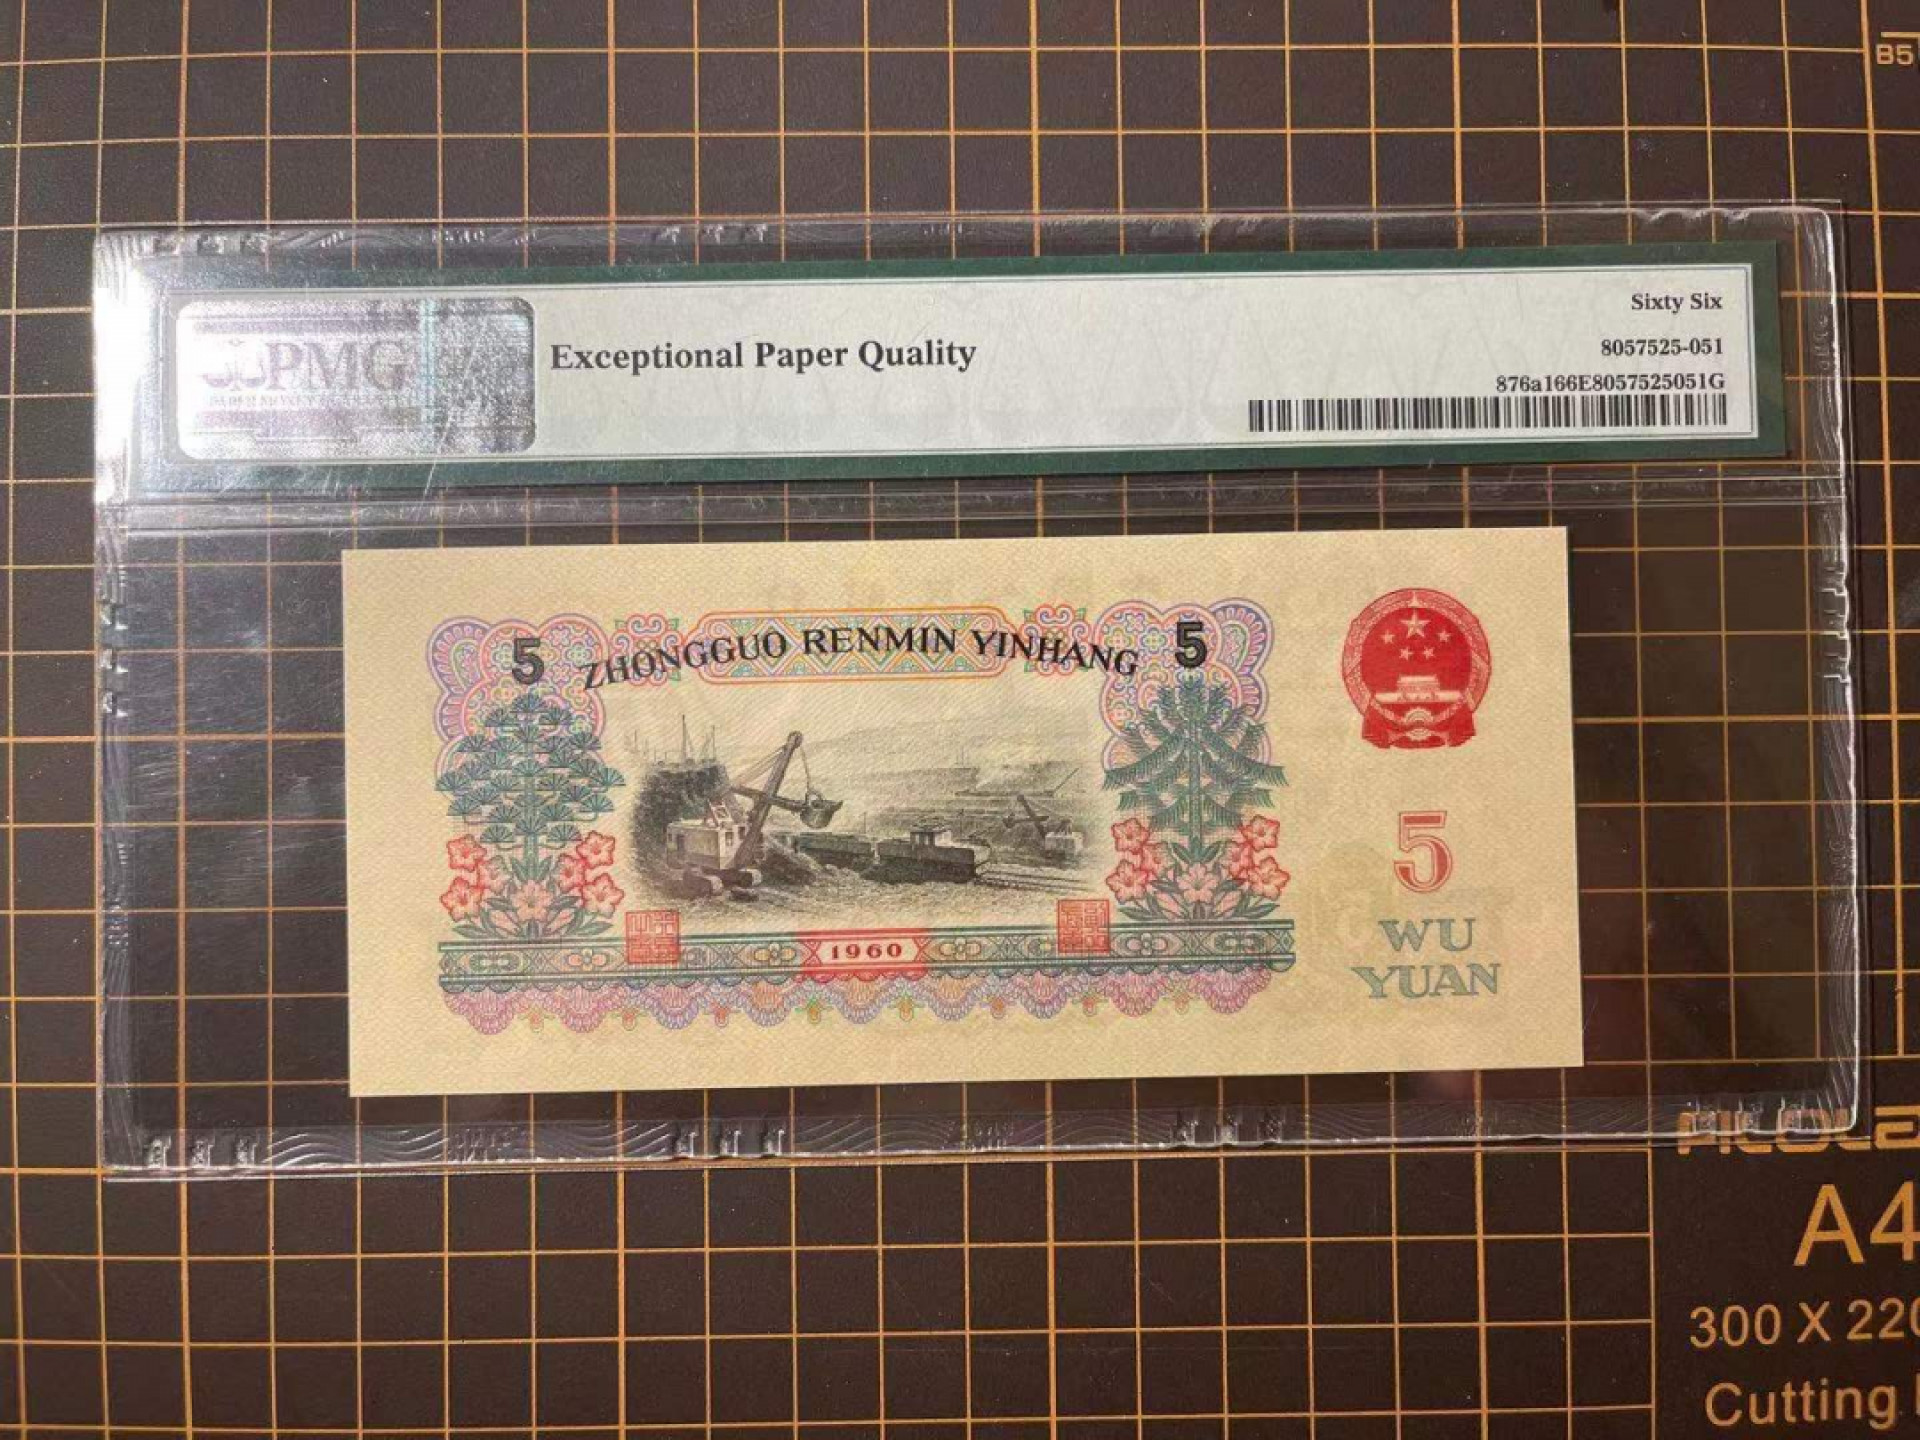 B5
Sixty Six
PMG
Exceptional Paper Quality
8057525-051
876a166E8057525051G
5 ZHONGGUO RENMIN YINHANG 5
5
WU
YUAN
1960
A4
300 X 220
Cutting